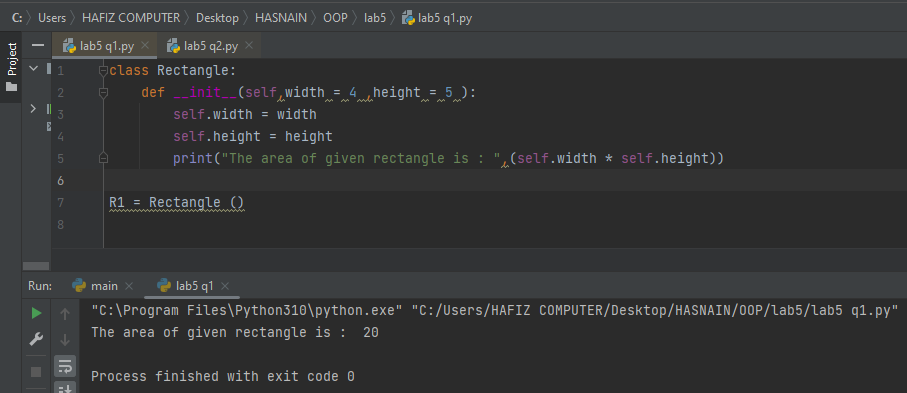 C: Users HAFIZ COMPUTER Desktop HASNAIN OOP lab5 lab5 q1.py
Project
lab5 q1.py × lab5 q2.py ×
1 class Rectangle:
2 def __init__(self,width = 4 ,height = 5 ):
3 self.width = width
4 self.height = height
5 print("The area of given rectangle is : ",(self.width * self.height))
6
7 R1 = Rectangle ()
8
Run: main × lab5 q1 ×
"C:\Program Files\Python310\python.exe" "C:/Users/HAFIZ COMPUTER/Desktop/HASNAIN/OOP/lab5/lab5 q1.py"
The area of given rectangle is :  20
Process finished with exit code 0